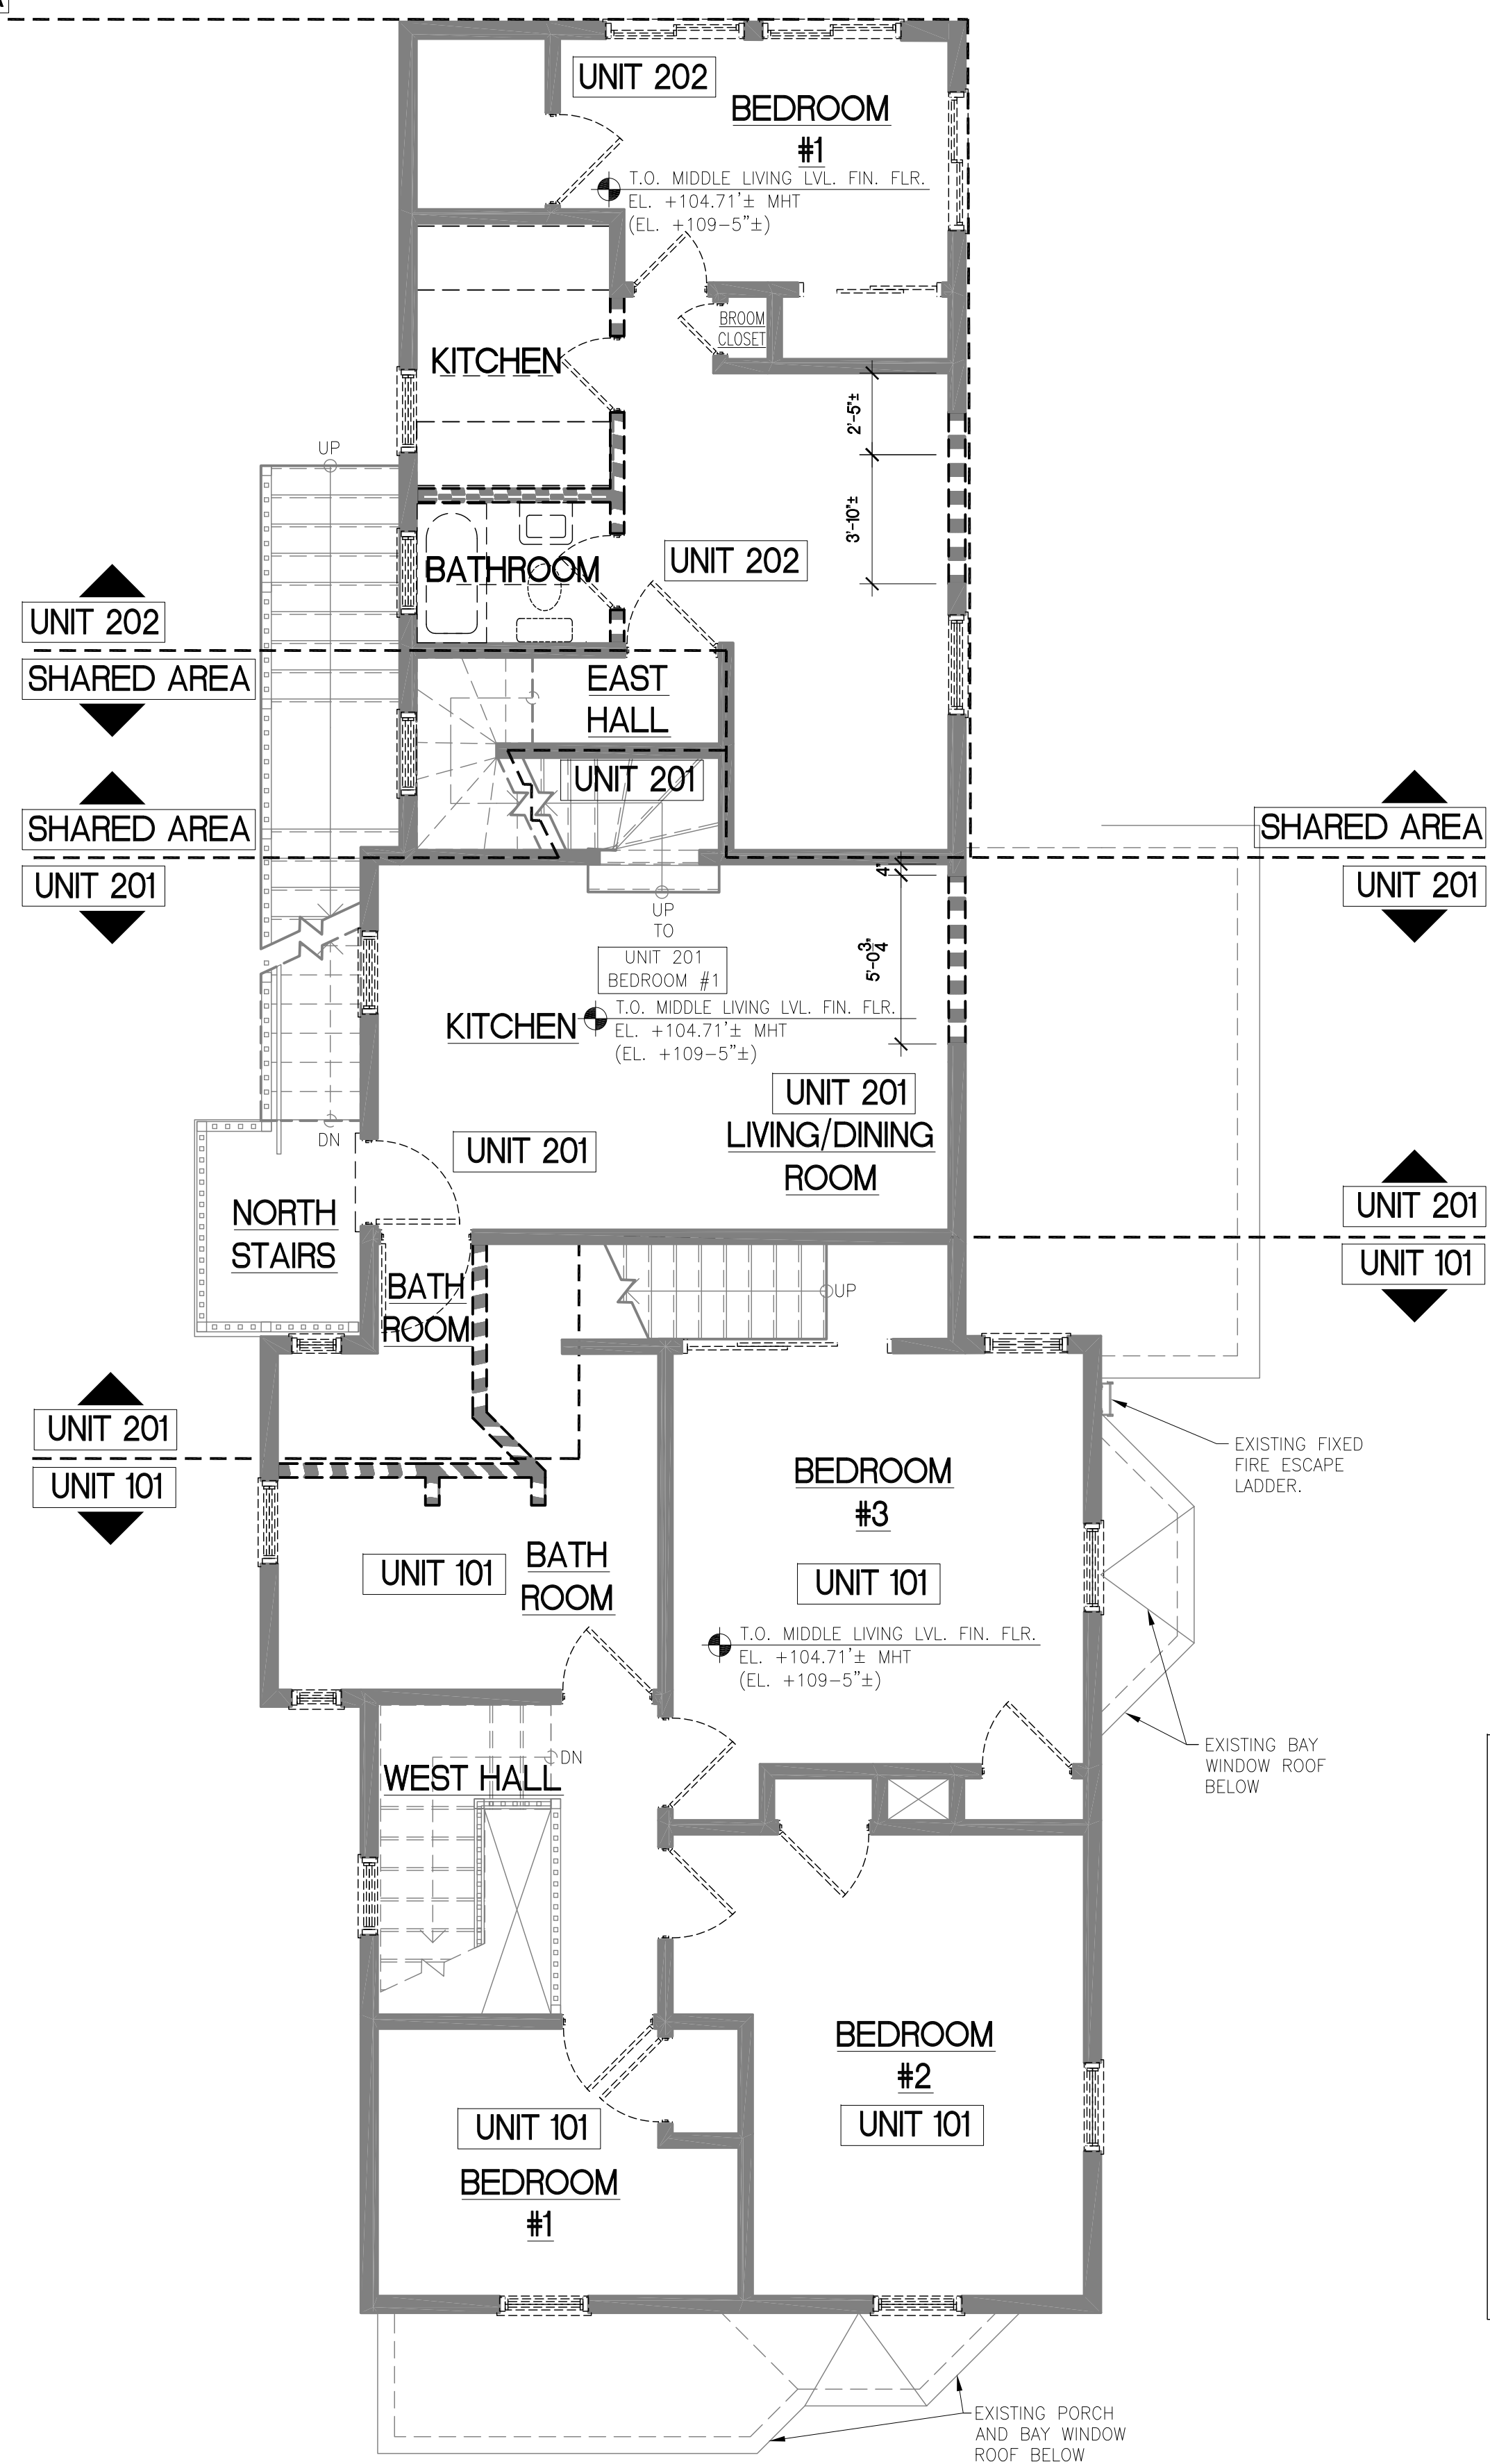 UNIT 202
BEDROOM
#1
T.O. MIDDLE LIVING LVL. FIN. FLR.
EL. +104.71'± MHT
(EL. +109-5"±)
BROOM
CLOSET
KITCHEN
2'-5"±
UP
3'-10"±
UNIT 202
BATHROOM
UNIT 202
SHARED AREA
EAST
HALL
UNIT 201
SHARED AREA
UNIT 201
SHARED AREA
UNIT 201
4"
UP
TO
UNIT 201
BEDROOM #1
5'-0 3/4"
KITCHEN
T.O. MIDDLE LIVING LVL. FIN. FLR.
EL. +104.71'± MHT
(EL. +109-5"±)
UNIT 201
LIVING/DINING
ROOM
DN
UNIT 201
NORTH
STAIRS
UNIT 201
UNIT 101
BATH
ROOM
UP
UNIT 201
UNIT 101
EXISTING FIXED
FIRE ESCAPE
LADDER.
BEDROOM
#3
UNIT 101
UNIT 101
BATH
ROOM
T.O. MIDDLE LIVING LVL. FIN. FLR.
EL. +104.71'± MHT
(EL. +109-5"±)
EXISTING BAY
WINDOW ROOF
BELOW
DN
WEST HALL
BEDROOM
#2
UNIT 101
UNIT 101
BEDROOM
#1
EXISTING PORCH
AND BAY WINDOW
ROOF BELOW